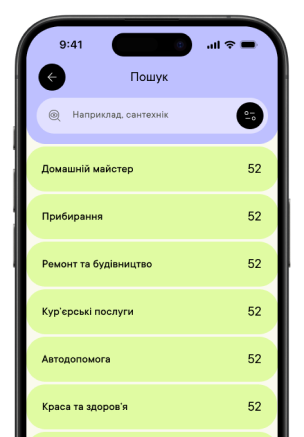 9:41
Пошук
Наприклад, сантехнік
Домашній майстер 52
Прибирання 52
Ремонт та будівництво 52
Кур'єрські послуги 52
Автодопомога 52
Краса та здоров'я 52